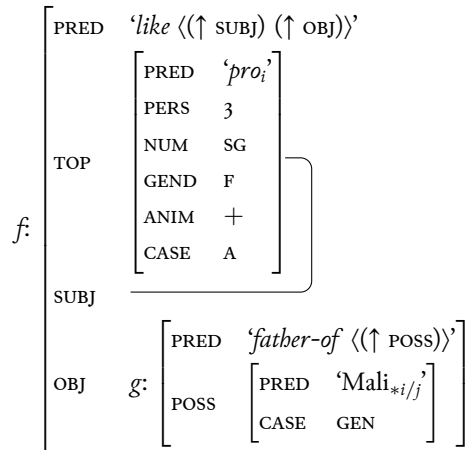 PRED ‘like ⟨(↑ SUBJ) (↑ OBJ)⟩’
PRED ‘proᵢ’
PERS 3
NUM SG
TOP
GEND F
ANIM +
CASE A
f:
SUBJ
PRED ‘father-of ⟨(↑ POSS)⟩’
OBJ g:
PRED ‘Mali∗i/j’
POSS
CASE GEN